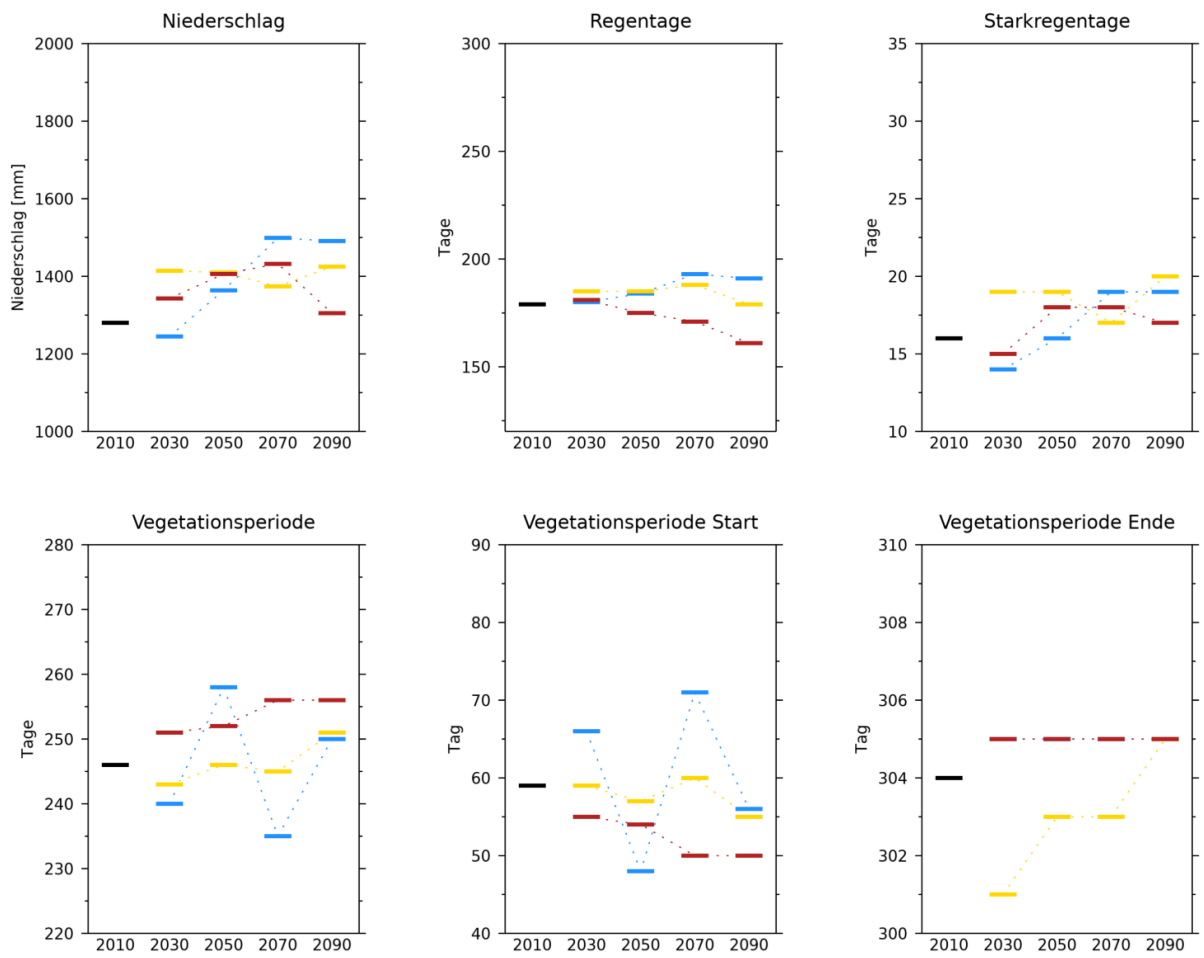 Niederschlag
Regentage
Starkregentage
2000
1800
1600
1400
1200
1000
Niederschlag [mm]
2010 2030 2050 2070 2090
300
200
150
Tage
2010 2030 2050 2070 2090
35
30
25
20
15
10
Tage
2010 2030 2050 2070 2090
Vegetationsperiode
Vegetationsperiode Start
Vegetationsperiode Ende
280
270
260
250
240
230
220
Tage
2010 2030 2050 2070 2090
90
80
70
60
50
40
Tag
2010 2030 2050 2070 2090
310
308
306
304
302
300
Tag
2010 2030 2050 2070 2090